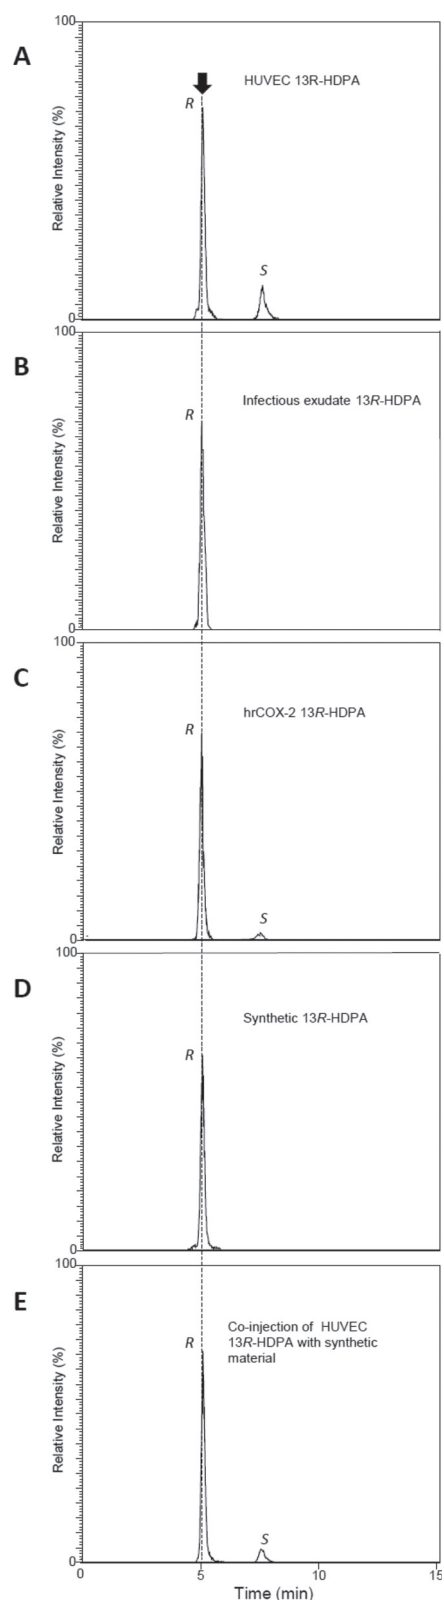 A
100
HUVEC 13R-HDPA
R
S
Relative Intensity (%)
0
B
100
Infectious exudate 13R-HDPA
R
Relative Intensity (%)
0
C
100
hrCOX-2 13R-HDPA
R
S
Relative Intensity (%)
0
D
100
Synthetic 13R-HDPA
R
Relative Intensity (%)
0
E
100
Co-injection of HUVEC
13R-HDPA with synthetic
material
R
S
Relative Intensity (%)
0
0 5 10 15
Time (min)